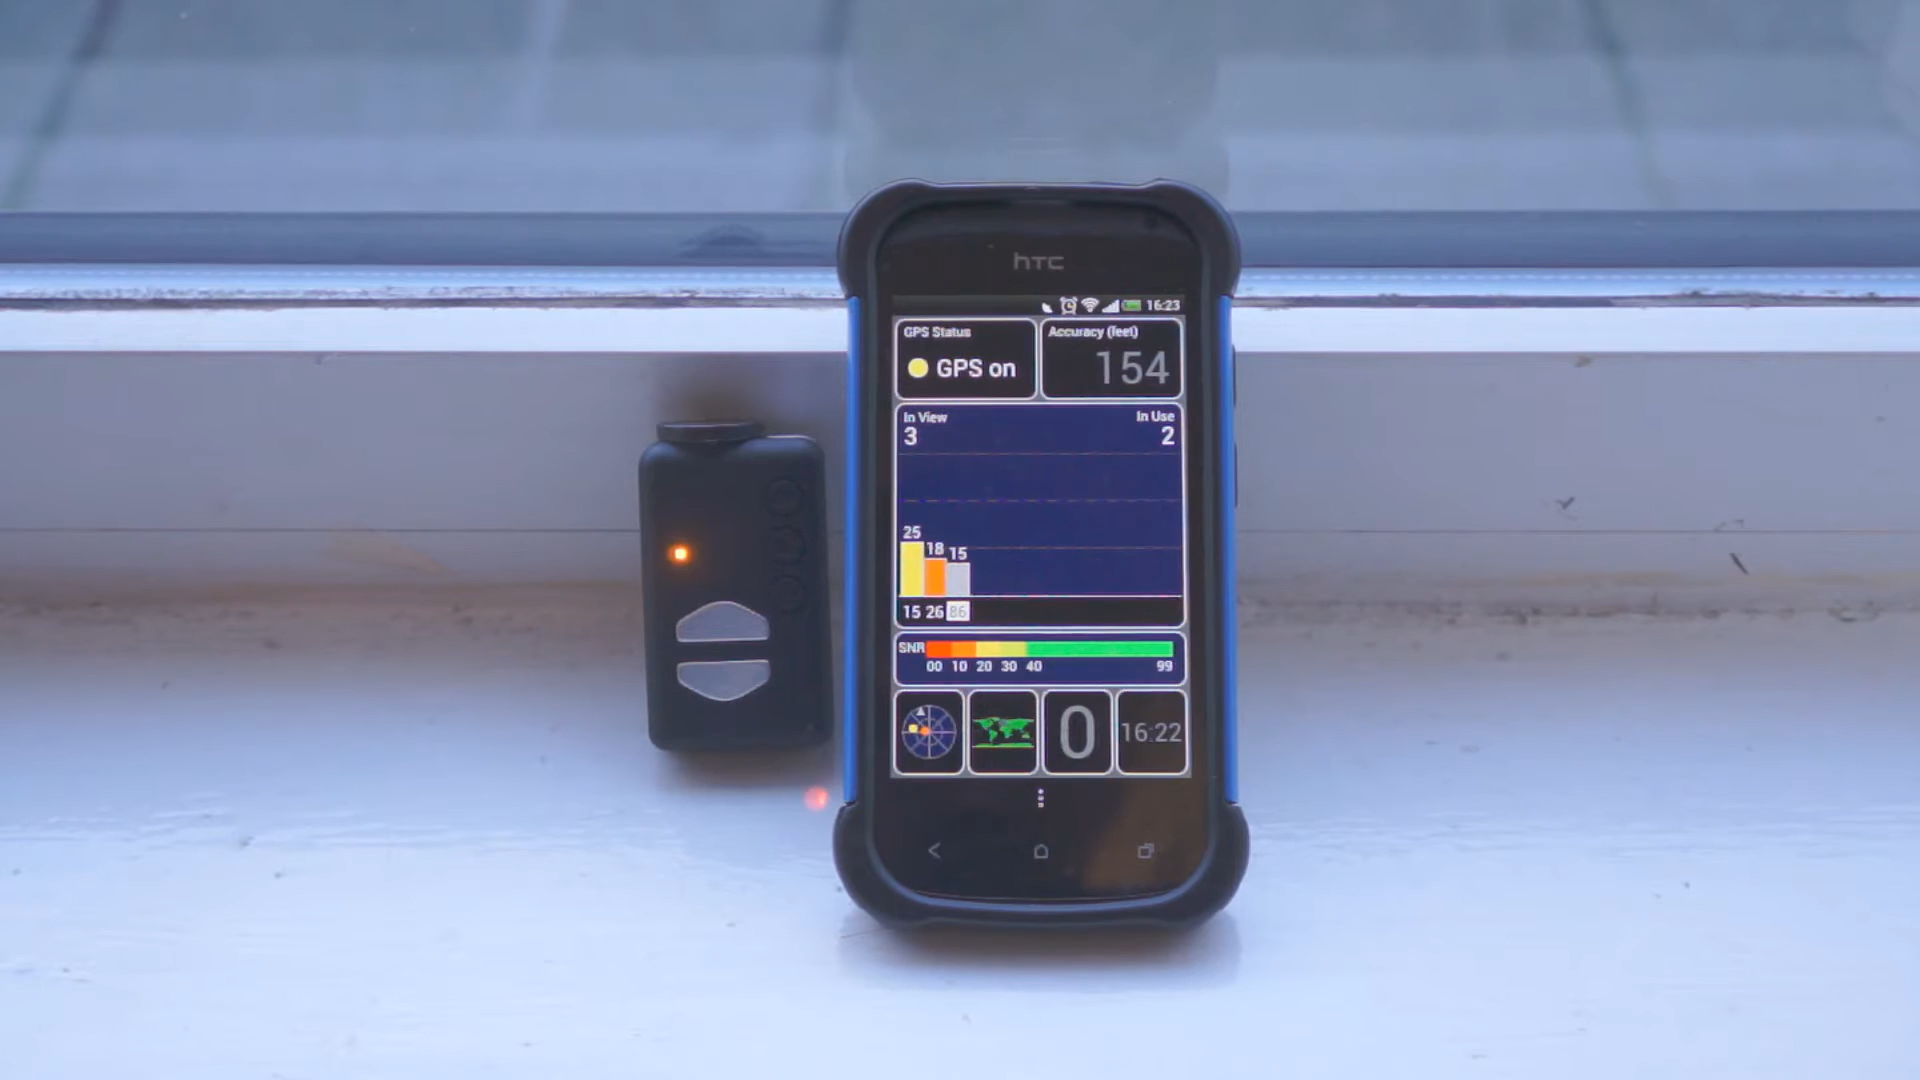 hTC
16:23
GPS Status
GPS on
Accuracy (feet)
154
In View
3
In Use
2
25 18 15
15 26 86
SNR
00 10 20 30 40 99
0
16:22